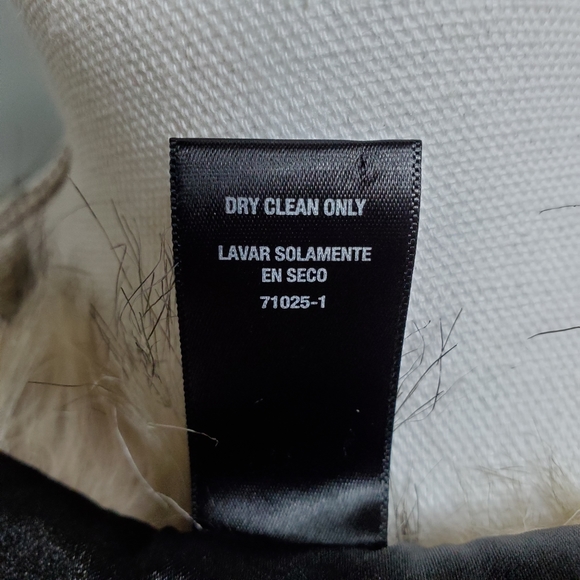 DRY CLEAN ONLY
LAVAR SOLAMENTE
EN SECO
71025-1